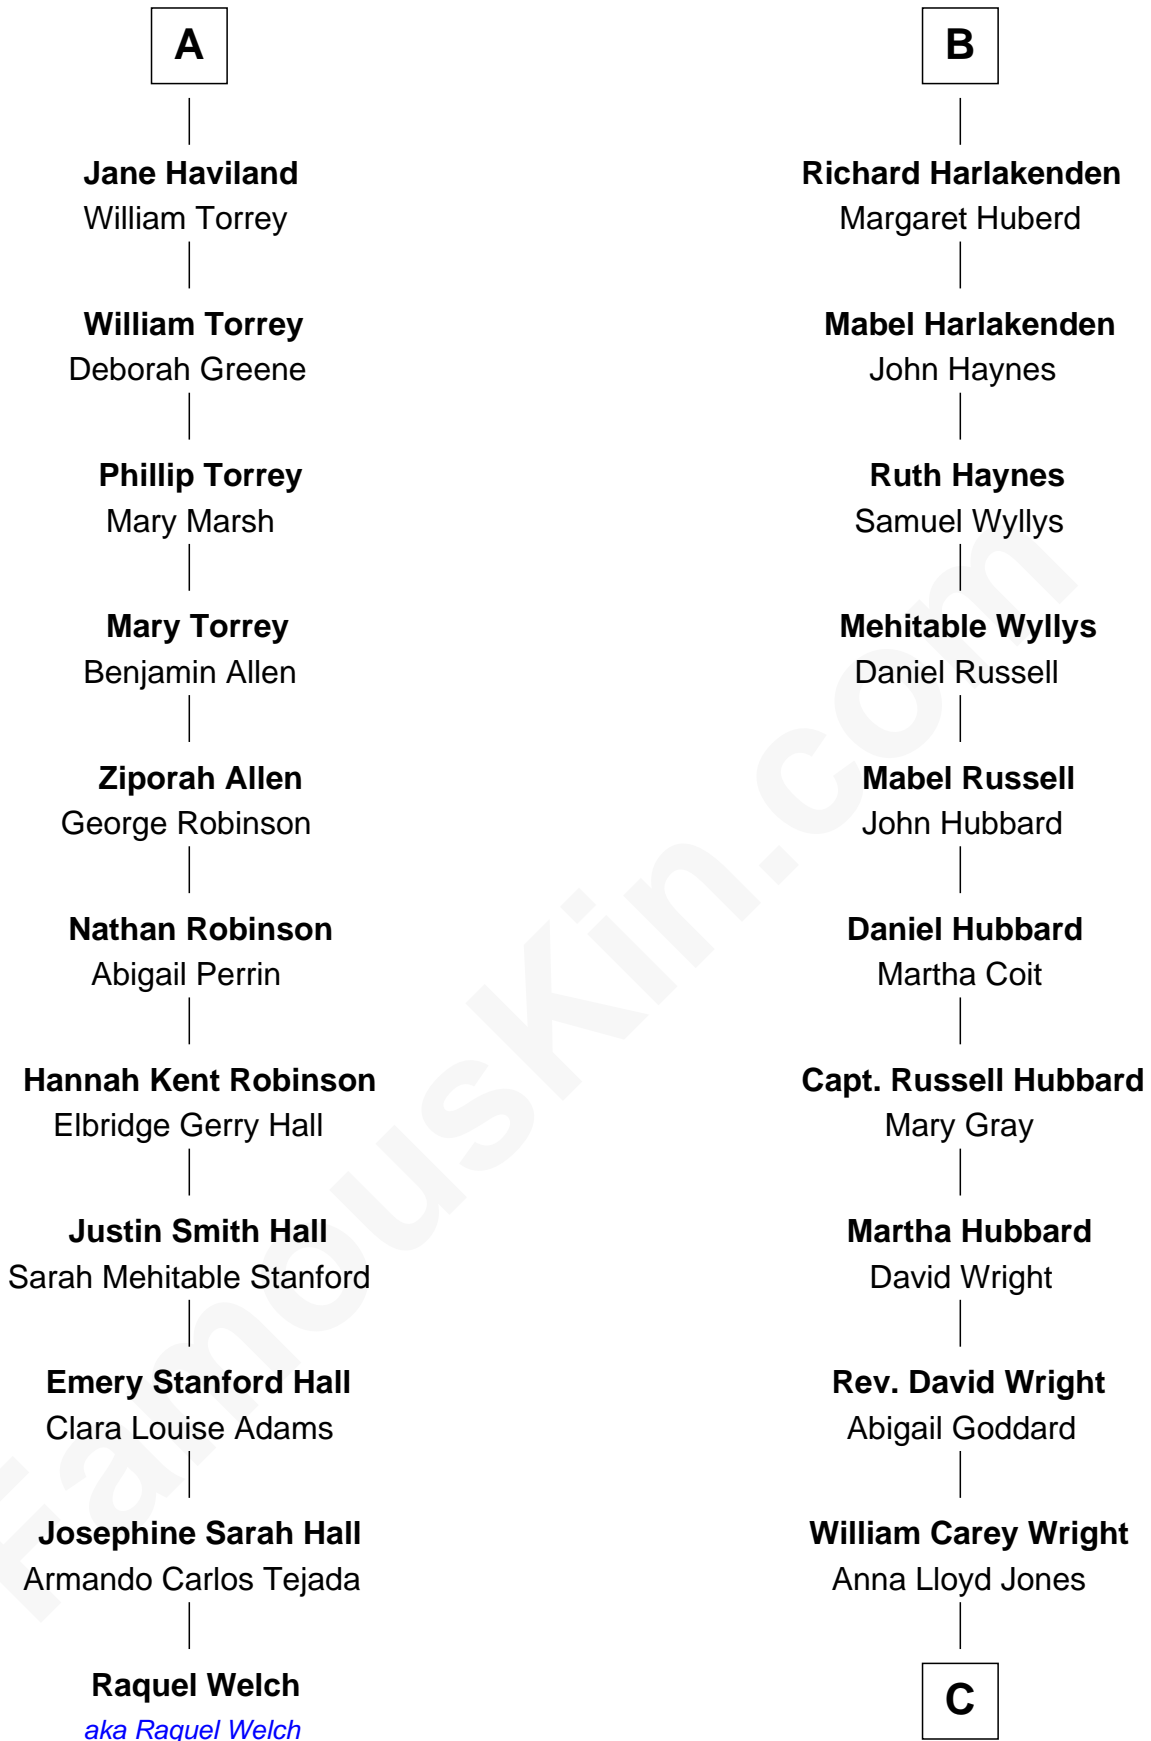 A
Jane Haviland
William Torrey
William Torrey
Deborah Greene
Phillip Torrey
Mary Marsh
Mary Torrey
Benjamin Allen
Ziporah Allen
George Robinson
Nathan Robinson
Abigail Perrin
Hannah Kent Robinson
Elbridge Gerry Hall
Justin Smith Hall
Sarah Mehitable Stanford
Emery Stanford Hall
Clara Louise Adams
Josephine Sarah Hall
Armando Carlos Tejada
Raquel Welch
aka Raquel Welch
B
Richard Harlakenden
Margaret Huberd
Mabel Harlakenden
John Haynes
Ruth Haynes
Samuel Wyllys
Mehitable Wyllys
Daniel Russell
Mabel Russell
John Hubbard
Daniel Hubbard
Martha Coit
Capt. Russell Hubbard
Mary Gray
Martha Hubbard
David Wright
Rev. David Wright
Abigail Goddard
William Carey Wright
Anna Lloyd Jones
C
FamousKin.com